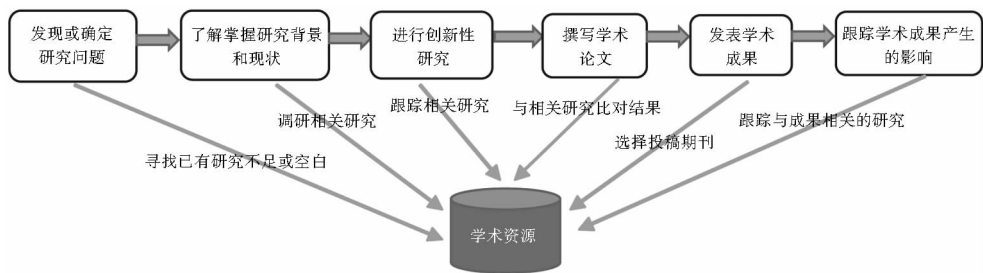 发现或确定
研究问题
了解掌握研究背景
和现状
进行创新性
研究
撰写学术
论文
发表学术
成果
跟踪学术成果产生
的影响
寻找已有研究不足或空白
调研相关研究
跟踪相关研究
与相关研究比对结果
选择投稿期刊
跟踪与成果相关的研究
学术资源